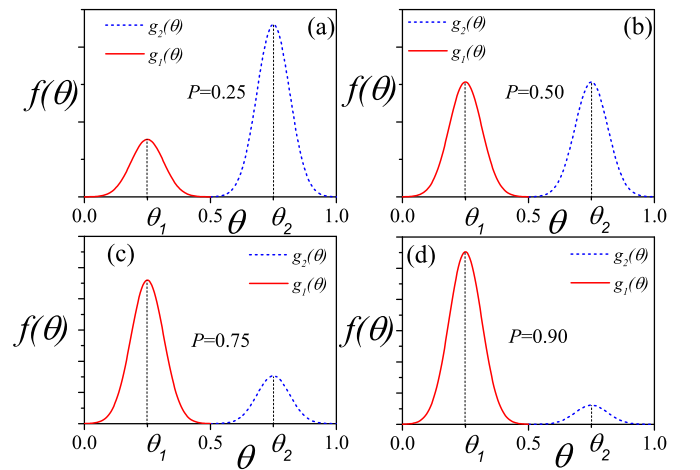 g₂(θ)
g₁(θ)
(a)
P=0.25
f(θ)
0.0 θ₁ 0.5 θ θ₂ 1.0
g₂(θ)
g₁(θ)
(b)
P=0.50
f(θ)
0.0 θ₁ 0.5 θ θ₂ 1.0
(c)
g₂(θ)
g₁(θ)
P=0.75
f(θ)
0.0 θ₁ 0.5 θ θ₂ 1.0
(d)
g₂(θ)
g₁(θ)
P=0.90
f(θ)
0.0 θ₁ 0.5 θ θ₂ 1.0